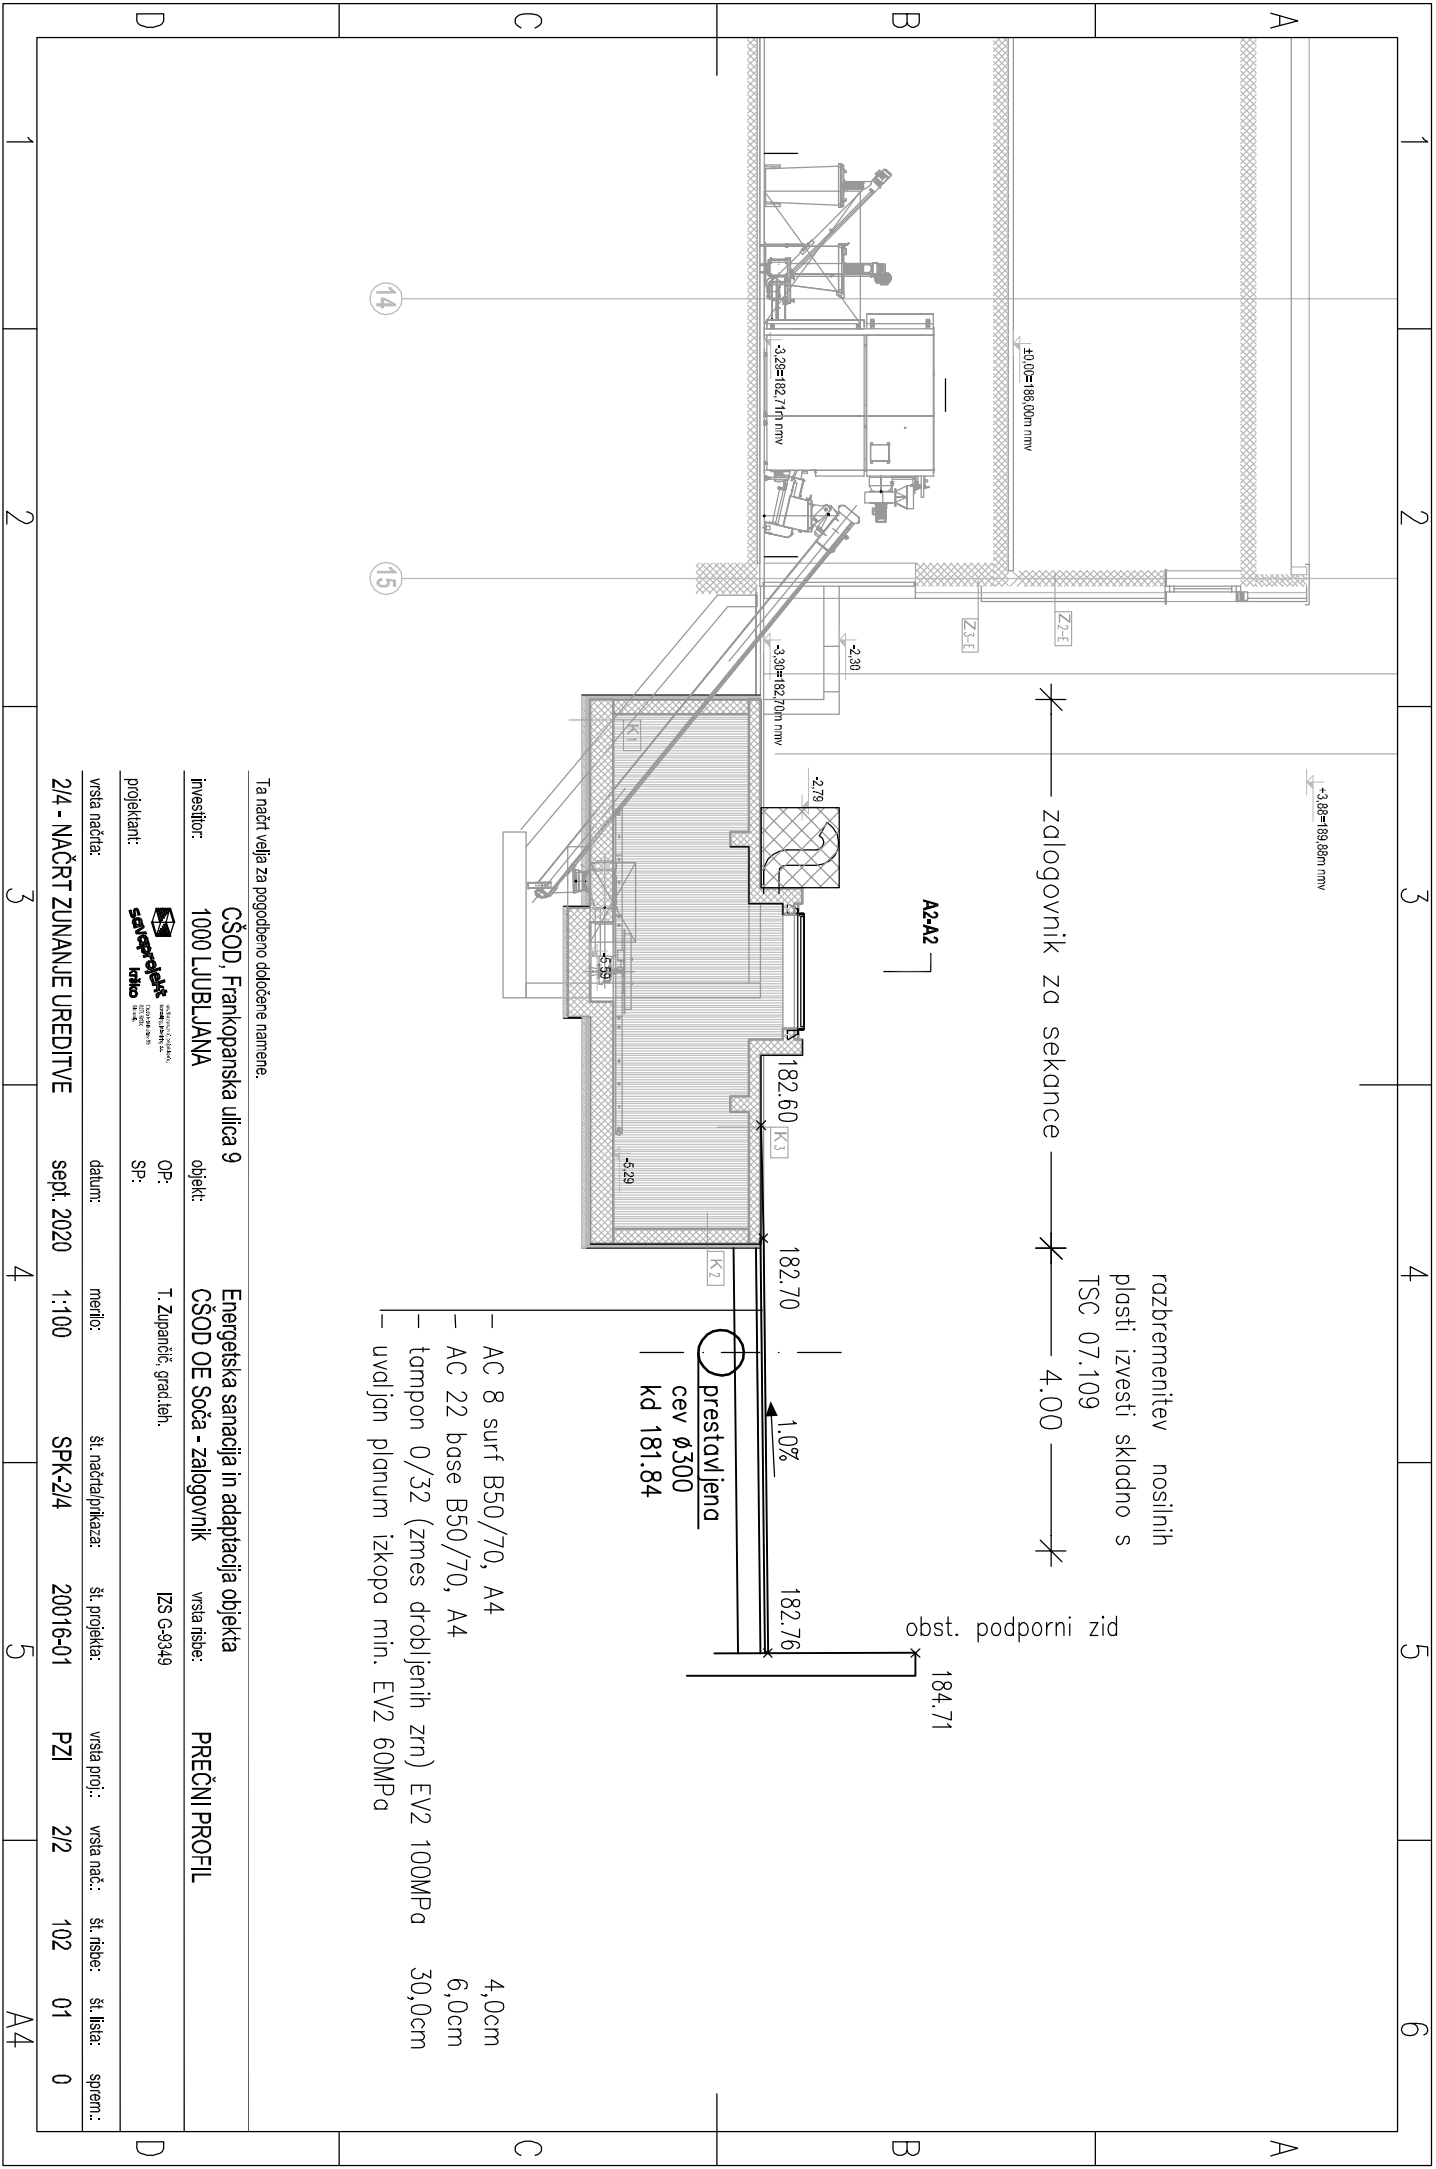 1
2
3
4
5
6
A
B
C
D
+3,88=189,88m nmv
±0,00=186,00m nmv
Z2-E
Z3-E
-2,30
-3,29=182,71m nmv
-3,30=182,70m nmv
-2,79
A2-A2
zalogovnik za sekance
4.00
razbremenitev nosilnih
plasti izvesti skladno s
TSC 07.109
obst. podporni zid
184.71
182.60
182.70
1.0%
182.76
K1
K3
K2
-5,59
-5,29
prestavljena
cev ø300
kd 181.84
14
15
- AC 8 surf B50/70, A4 4,0cm
- AC 22 base B50/70, A4 6,0cm
- tampon 0/32 (zmes drobljenih zrn) EV2 100MPa 30,0cm
- uvaljan planum izkopa min. EV2 60MPa
Ta načrt velja za pogodbeno določene namene.
investitor:
CŠOD, Frankopanska ulica 9
1000 LJUBLJANA
objekt:
Energetska sanacija in adaptacija objekta
CŠOD OE Soča - zalogovnik
vrsta risbe:
PREČNI PROFIL
projektant:
savaprojekt
krško
OP: T. Zupančič, grad.teh. IZS G-9349
SP:
vrsta načrta: datum: merilo: št. načrta/prikaza: št. projekta: vrsta proj.: vrsta nač.: št. risbe: št. lista: sprem.:
2/4 - NAČRT ZUNANJE UREDITVE sept. 2020 1:100 SPK-2/4 20016-01 PZI 2/2 102 01 0
1
2
3
4
5
A4
A
B
C
D